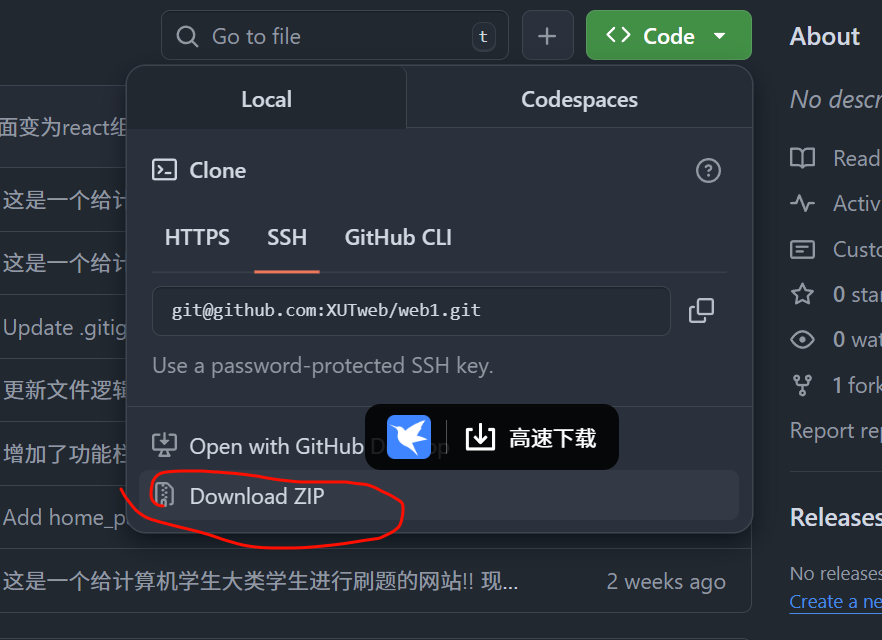 Go to file
t
Code
About
Local
Codespaces
No descr
面变为react组
Clone
Read
这是一个给计
Activ
HTTPS
SSH
GitHub CLI
Custo
这是一个给计
git@github.com:XUTweb/web1.git
0 star
Update .gitig
Use a password-protected SSH key.
0 wat
更新文件逻辑
1 fork
增加了功能栏
Open with GitHub
高速下载
Report rep
Download ZIP
Add home_p
Releases
这是一个给计算机学生大类学生进行刷题的网站!! 现...
2 weeks ago
No releases
Create a ne